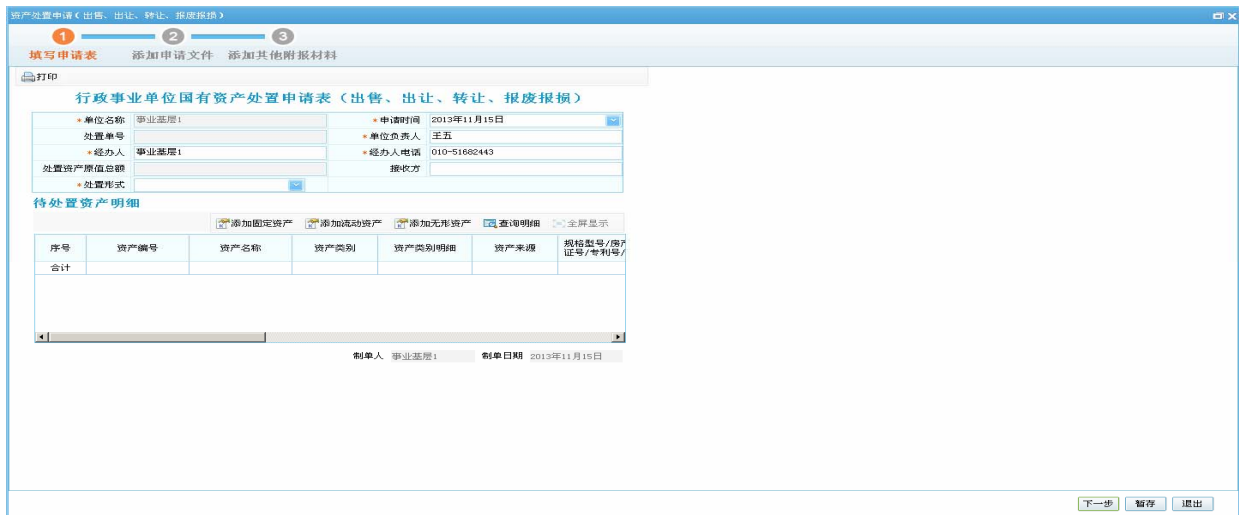 资产处置申请(出售、出让、转让、报废报损)
1 2 3
填写申请表 添加申请文件 添加其他附报材料
打印
行政事业单位国有资产处置申请表(出售、出让、转让、报废报损)
*单位名称 事业基层1 *申请时间 2013年11月15日
处置单号 *单位负责人 王五
*经办人 事业基层1 *经办人电话 010-51682443
处置资产原值总额 接收方
*处置形式
待处置资产明细
添加固定资产 添加流动资产 添加无形资产 查询明细 全屏显示
序号 资产编号 资产名称 资产类别 资产类别明细 资产来源 规格型号/房产
证号/专利号/
合计
制单人 事业基层1 制单日期 2013年11月15日
下一步 暂存 退出